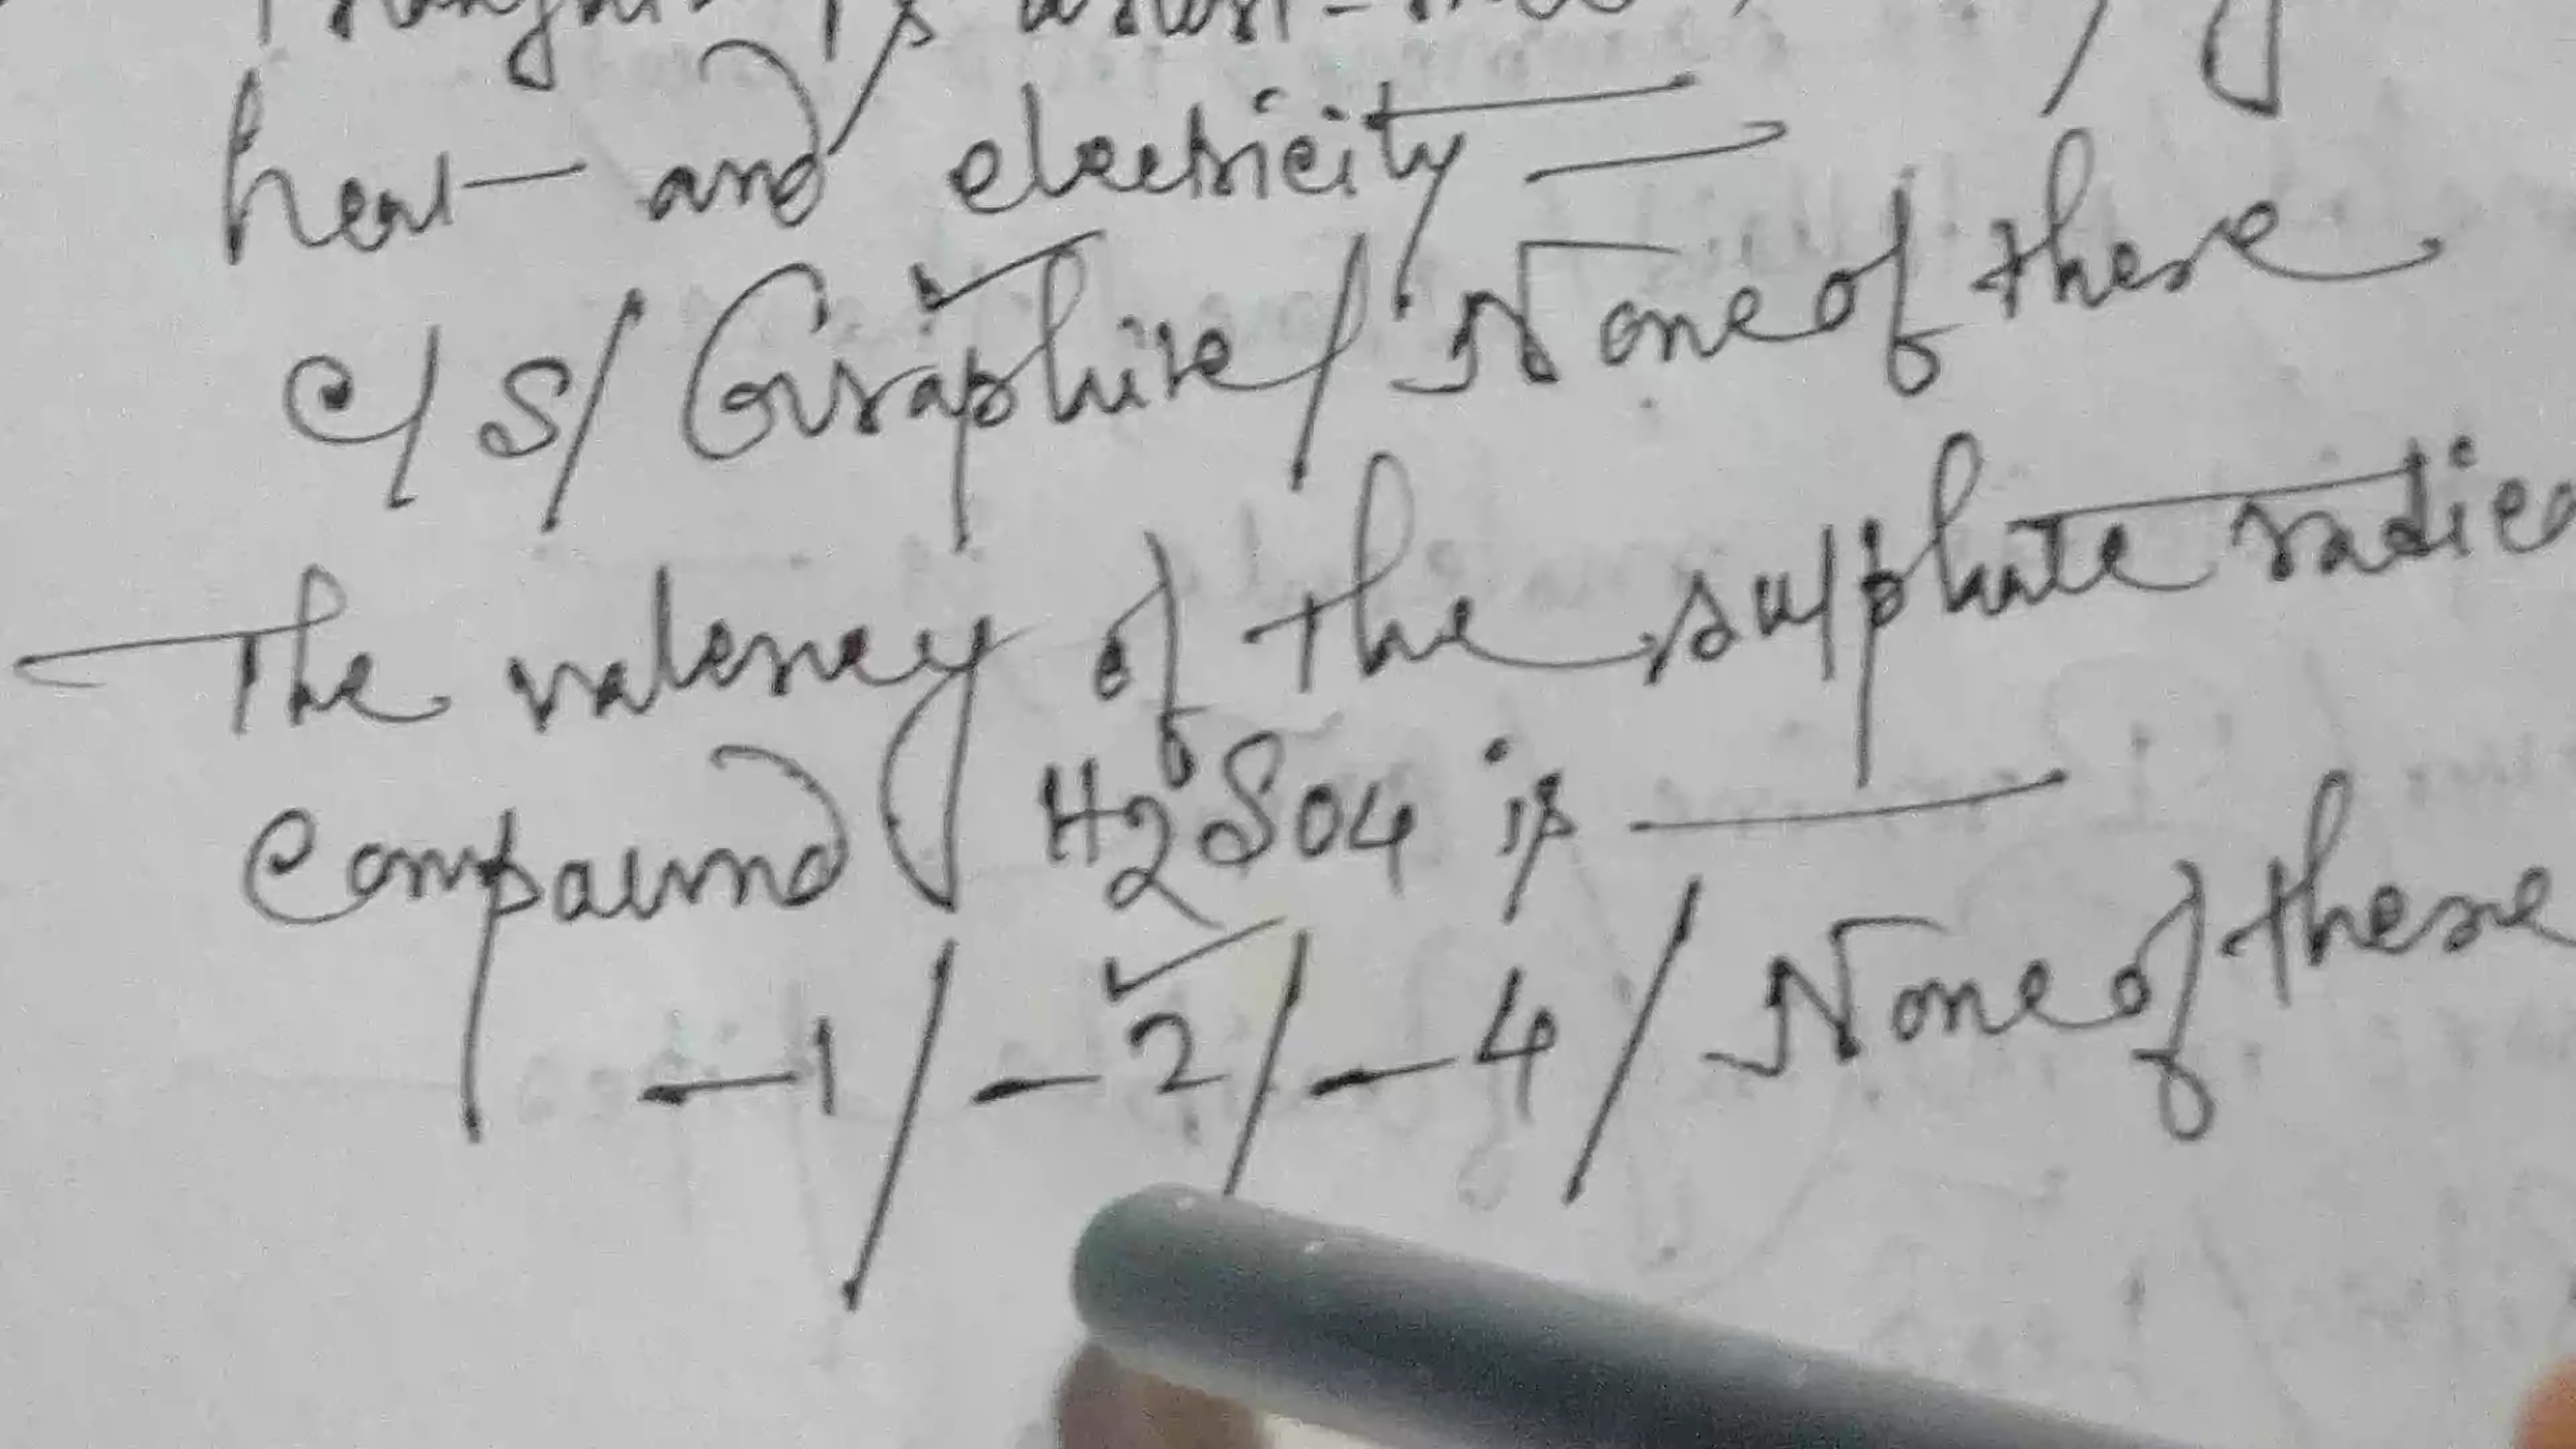 heat and electricity
C/S/Graphite/None of these
The valency of the sulphate
compound H2SO4 is —
-1/-2/-4/None of these